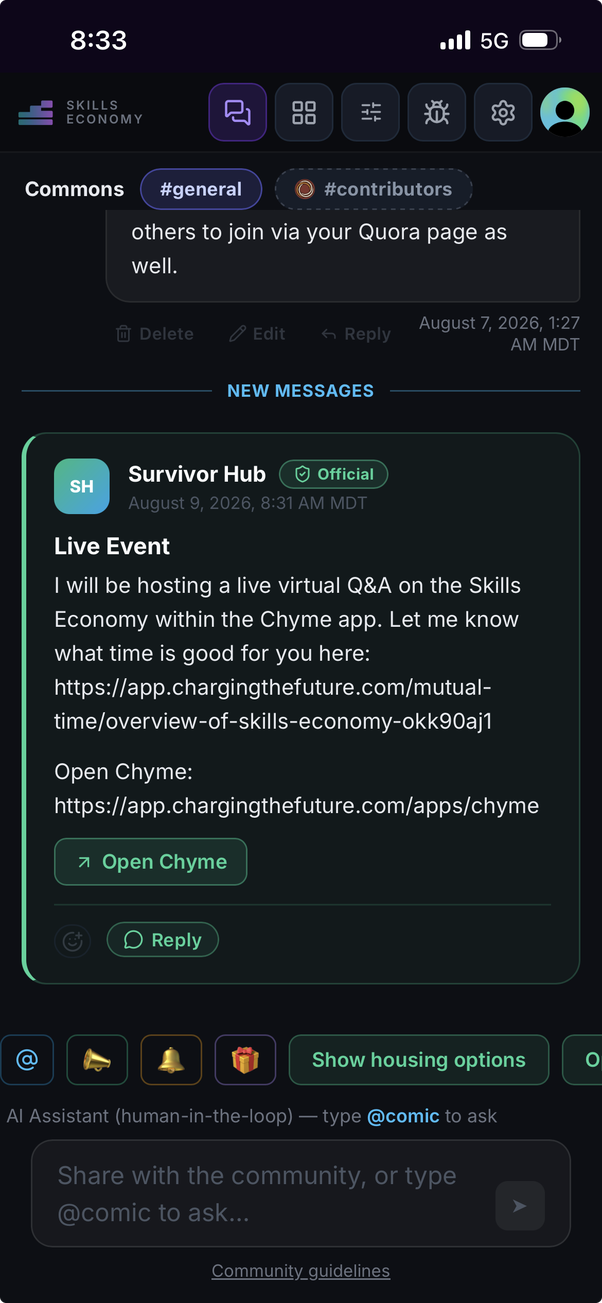 8:33
5G
SKILLS
ECONOMY
Commons
#general
#contributors
others to join via your Quora page as
well.
Delete
Edit
Reply
August 7, 2026, 1:27
AM MDT
NEW MESSAGES
SH
Survivor Hub
Official
August 9, 2026, 8:31 AM MDT
Live Event
I will be hosting a live virtual Q&A on the Skills
Economy within the Chyme app. Let me know
what time is good for you here:
https://app.chargingthefuture.com/mutual-
time/overview-of-skills-economy-okk90aj1
Open Chyme:
https://app.chargingthefuture.com/apps/chyme
Open Chyme
Reply
@
Show housing options
O
AI Assistant (human-in-the-loop) — type @comic to ask
Share with the community, or type
@comic to ask...
Community guidelines